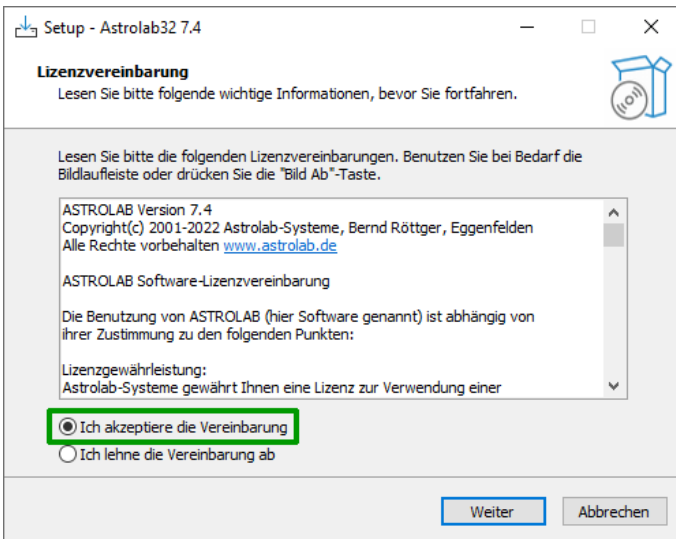 Setup - Astrolab32 7.4
Lizenzvereinbarung
Lesen Sie bitte folgende wichtige Informationen, bevor Sie fortfahren.
Lesen Sie bitte die folgenden Lizenzvereinbarungen. Benutzen Sie bei Bedarf die
Bildlaufleiste oder drücken Sie die "Bild Ab"-Taste.
ASTROLAB Version 7.4
Copyright(c) 2001-2022 Astrolab-Systeme, Bernd Röttger, Eggenfelden
Alle Rechte vorbehalten www.astrolab.de
ASTROLAB Software-Lizenzvereinbarung
Die Benutzung von ASTROLAB (hier Software genannt) ist abhängig von
ihrer Zustimmung zu den folgenden Punkten:
Lizenzgewährleistung:
Astrolab-Systeme gewährt Ihnen eine Lizenz zur Verwendung einer
Ich akzeptiere die Vereinbarung
Ich lehne die Vereinbarung ab
Weiter
Abbrechen